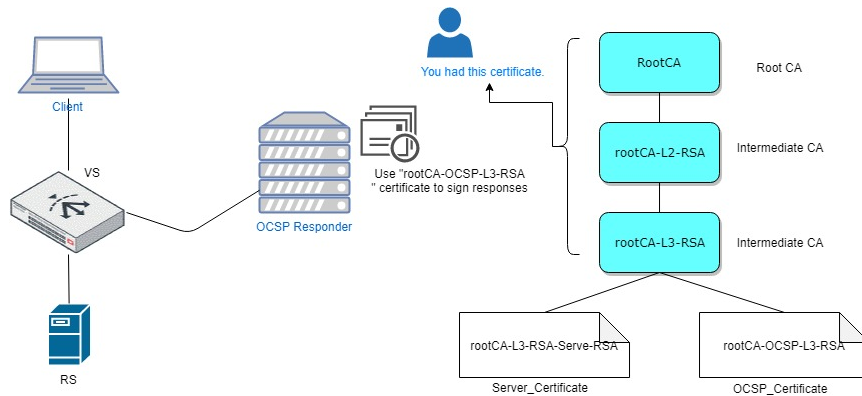 Client
VS
RS
OCSP Responder
Use "rootCA-OCSP-L3-RSA
" certificate to sign responses
You had this certificate.
RootCA
Root CA
rootCA-L2-RSA
Intermediate CA
rootCA-L3-RSA
Intermediate CA
rootCA-L3-RSA-Serve-RSA
Server_Certificate
rootCA-OCSP-L3-RSA
OCSP_Certificate